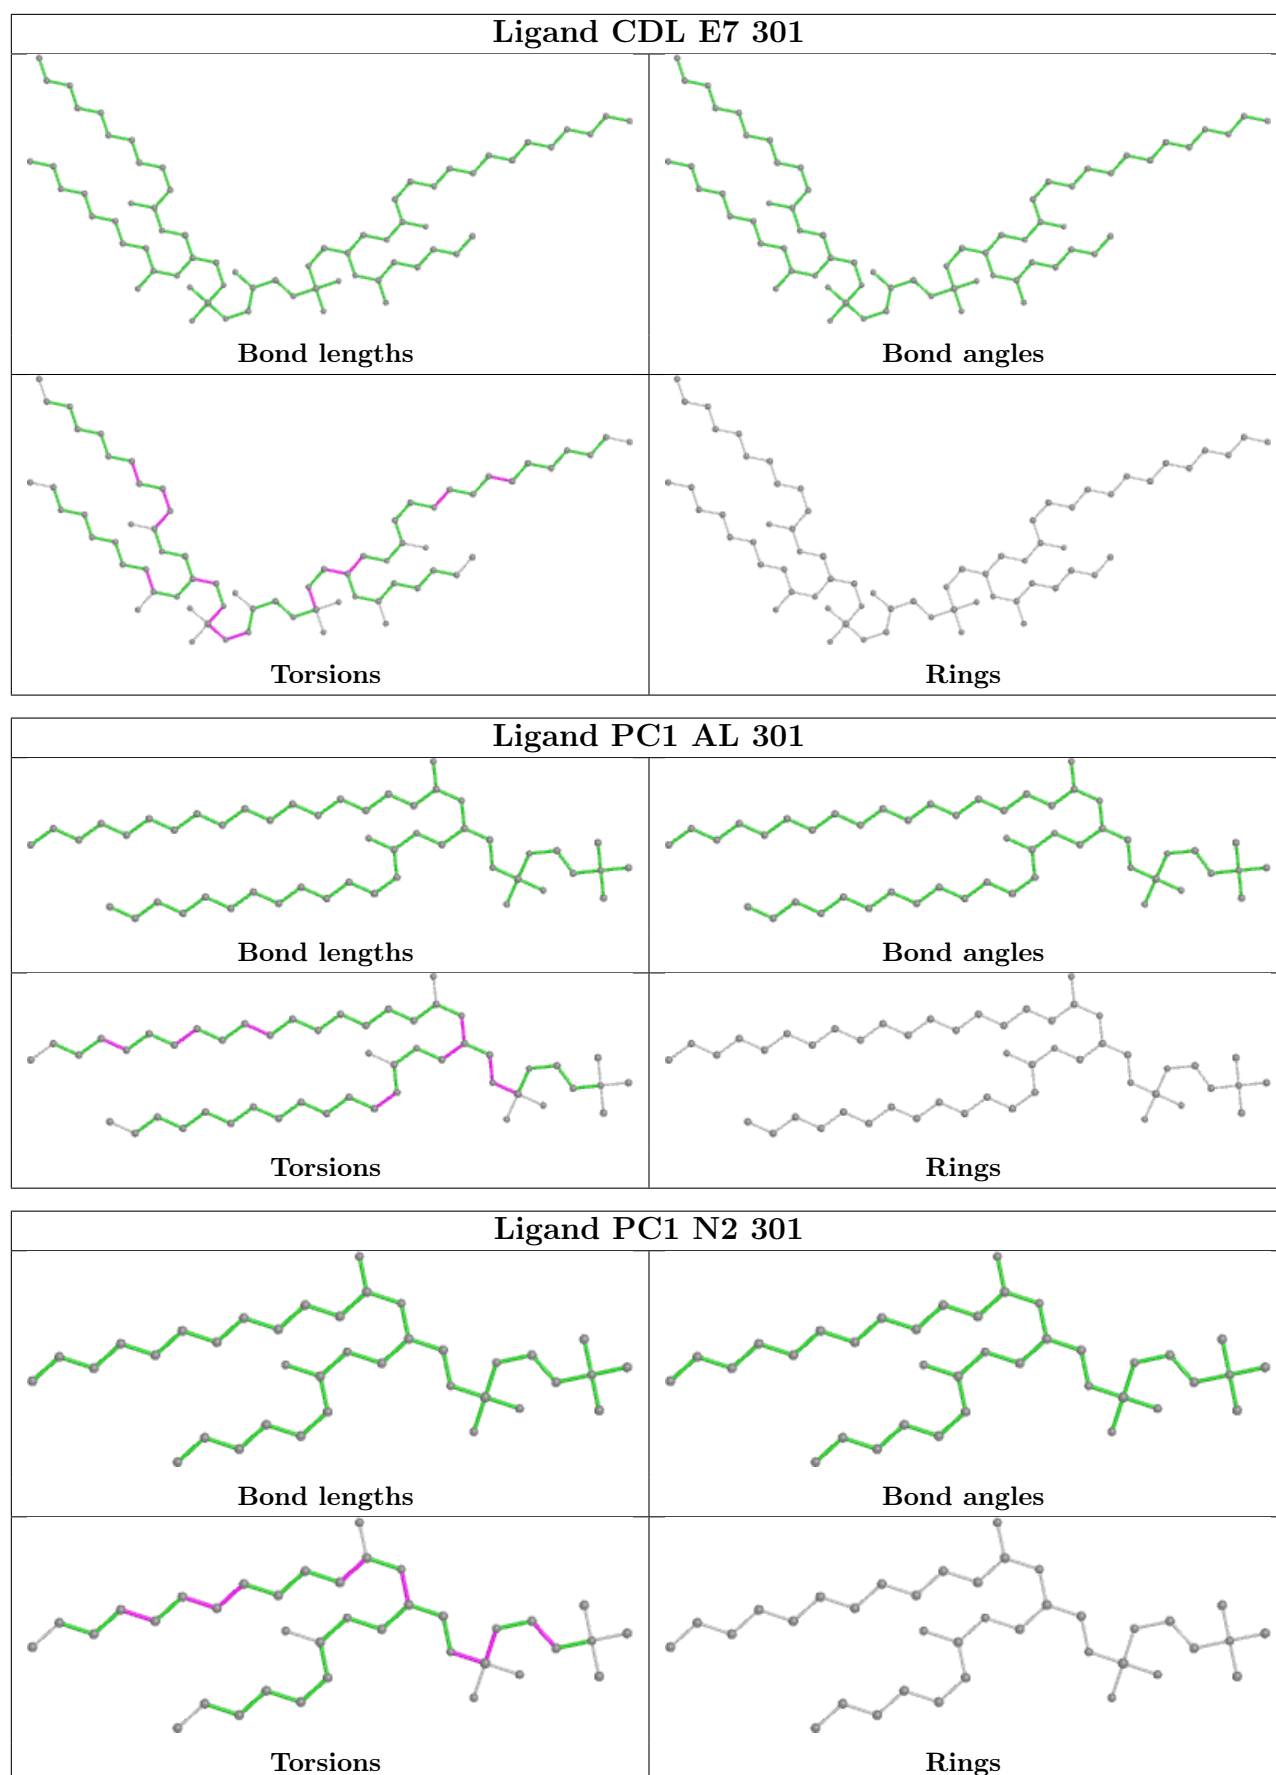 Ligand CDL E7 301
Bond lengths
Bond angles
Torsions
Rings
Ligand PC1 AL 301
Bond lengths
Bond angles
Torsions
Rings
Ligand PC1 N2 301
Bond lengths
Bond angles
Torsions
Rings